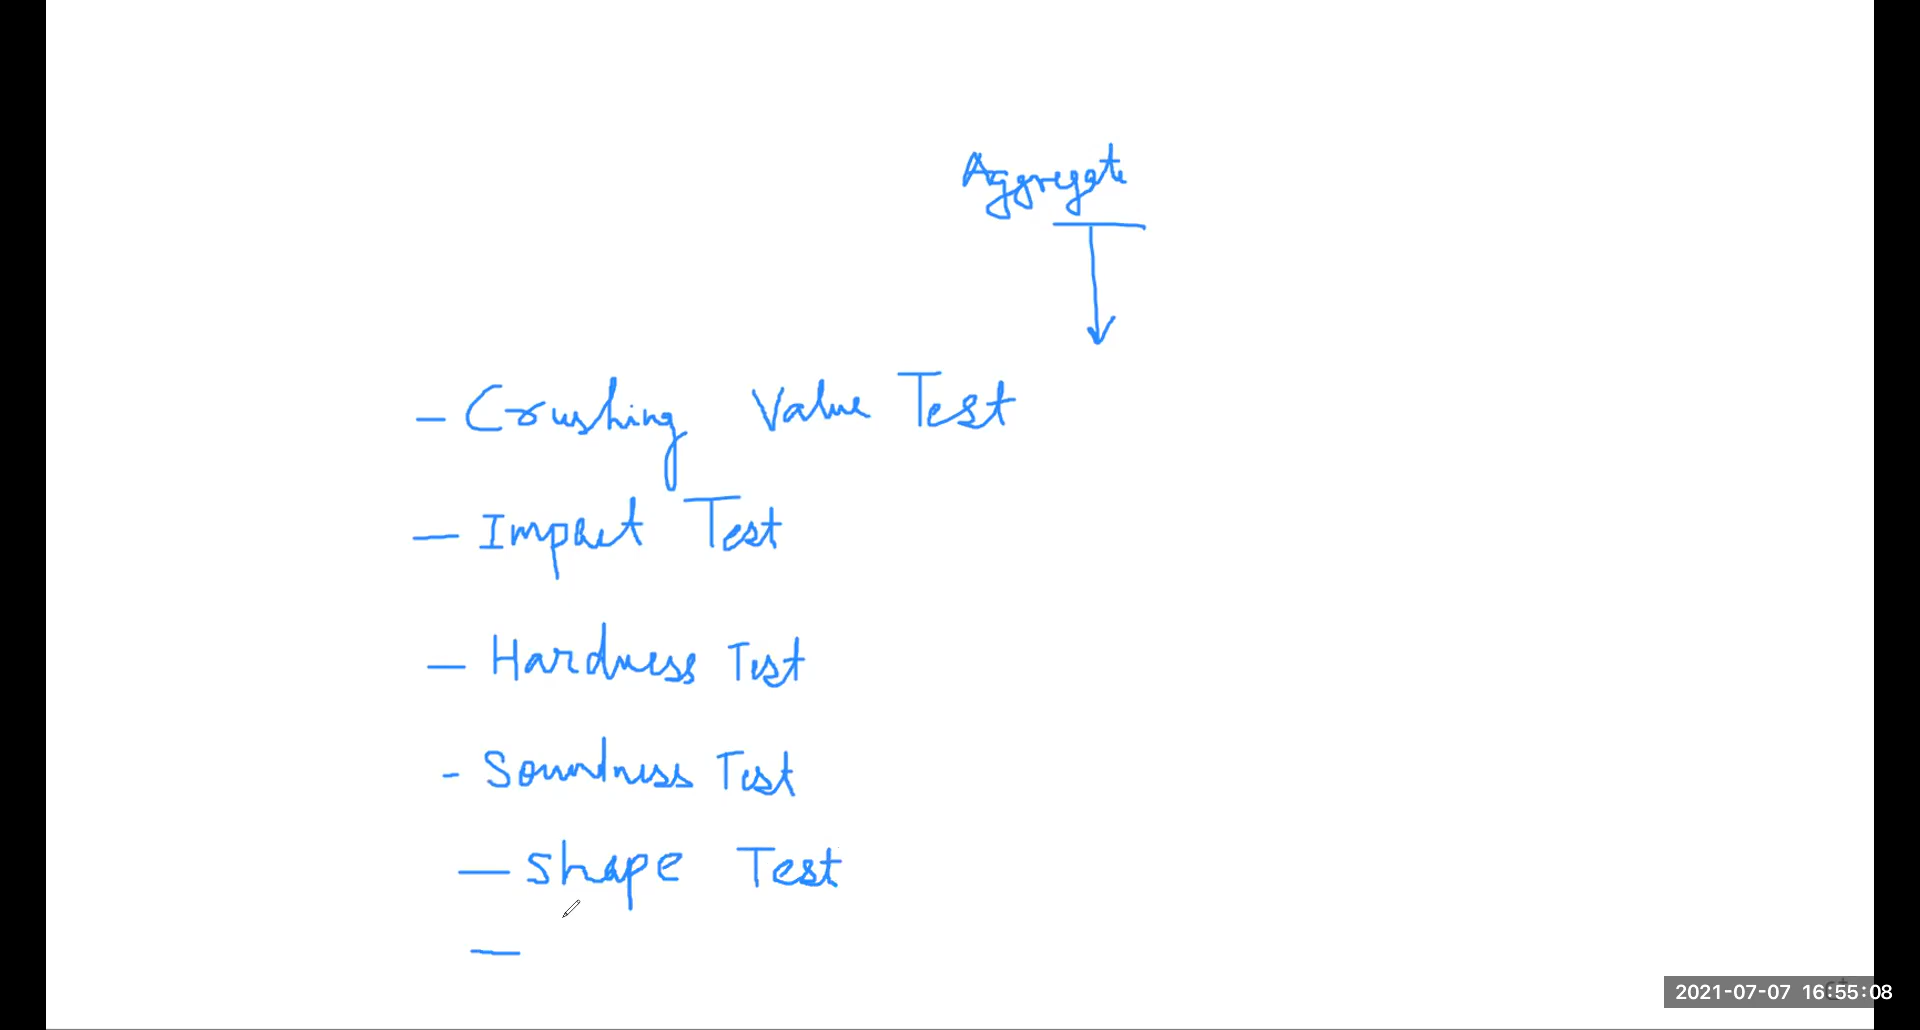 Aggregate
- Crushing Value Test
- Impact Test
- Hardness Test
- Soundness Test
- Shape Test
-
2021-07-07 16:55:08